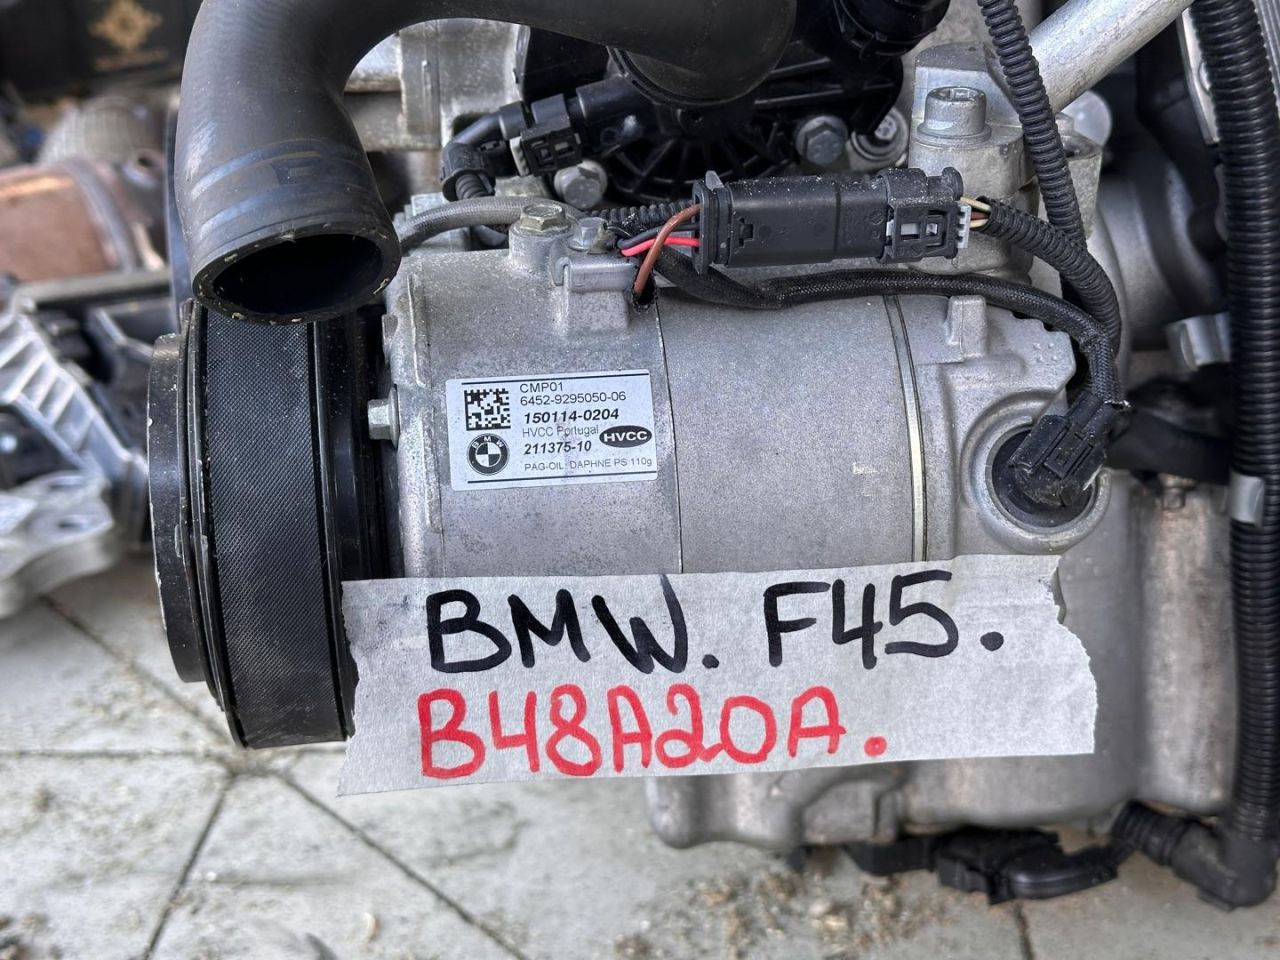 CMP01
6452-9295050-06
150114-0204
HVCC Portugal
HVCC
BMW
211375-10
PAG-OIL: DAPHNE PS 110g
BMW. F45.
B48A20A.